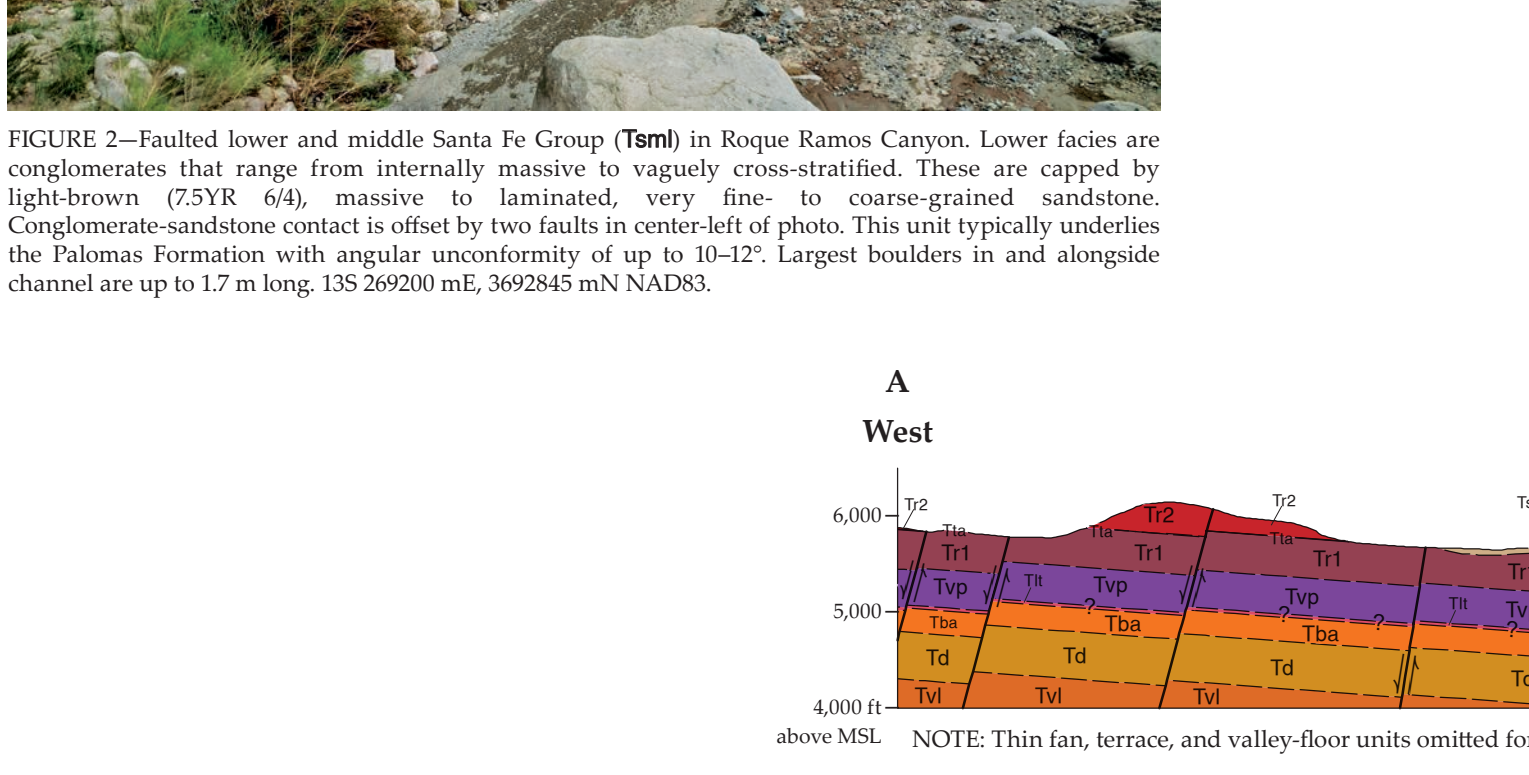 FIGURE 2—Faulted lower and middle Santa Fe Group (Tsml) in Roque Ramos Canyon. Lower facies are
conglomerates that range from internally massive to vaguely cross-stratified. These are capped by
light-brown (7.5YR 6/4), massive to laminated, very fine- to coarse-grained sandstone.
Conglomerate-sandstone contact is offset by two faults in center-left of photo. This unit typically underlies
the Palomas Formation with angular unconformity of up to 10–12°. Largest boulders in and alongside
channel are up to 1.7 m long. 13S 269200 mE, 3692845 mN NAD83.
A
West
6,000
Tr2
Tta
Tr1
Tvp
Tba
Td
Tvl
Tr2
Tta
Tr1
Tlt
Tvp
?
Tba
Td
Tvl
Tr2
Tta
Tr1
Tvp
?
?
Tba
Td
Tvl
Ts
Tr
Tlt
Tv
?
5,000
4,000 ft
above MSL
NOTE: Thin fan, terrace, and valley-floor units omitted for